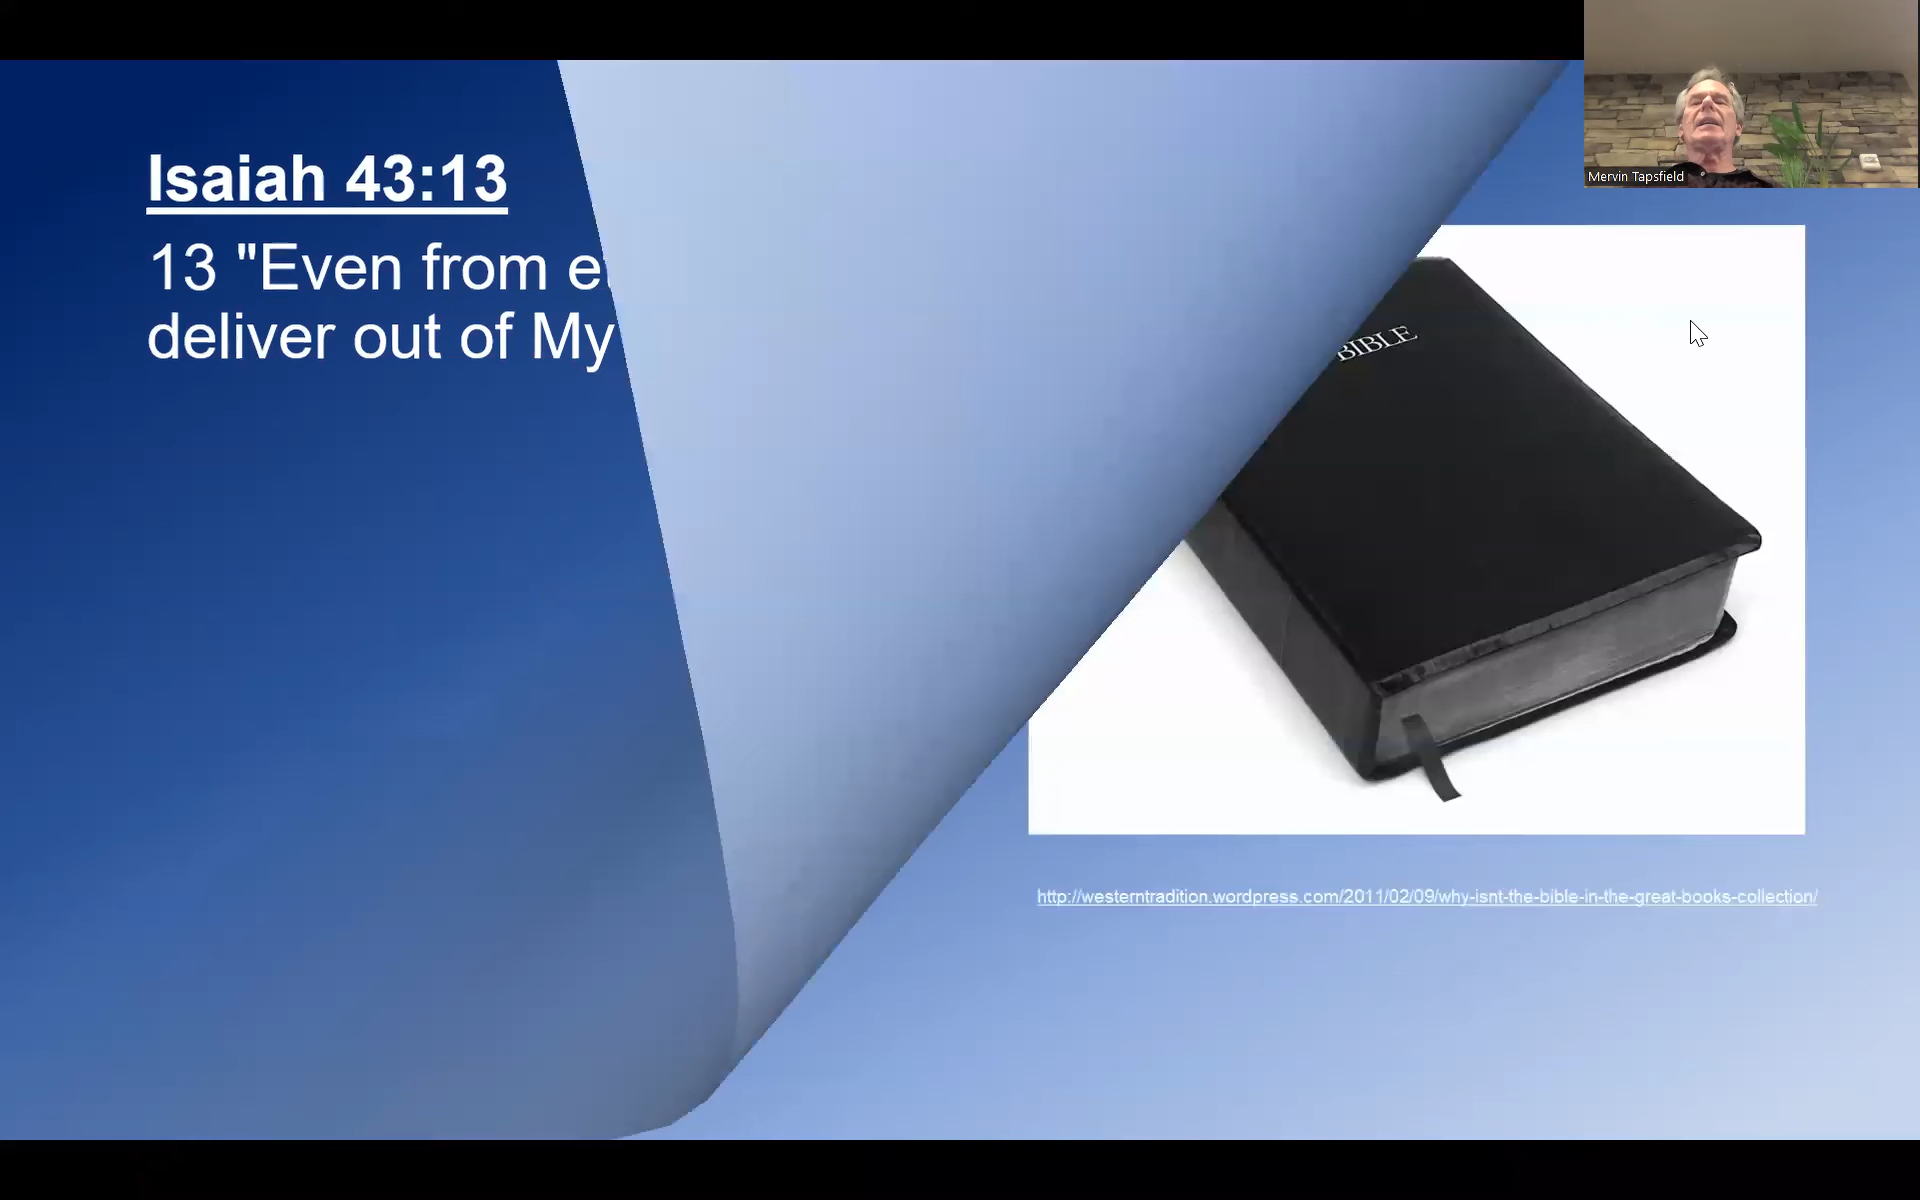 Mervin Tapsfield
Isaiah 43:13
13 "Even from
deliver out of My
BIBLE
http://westerntradition.wordpress.com/2011/02/09/why-isnt-the-bible-in-the-great-books-collection/